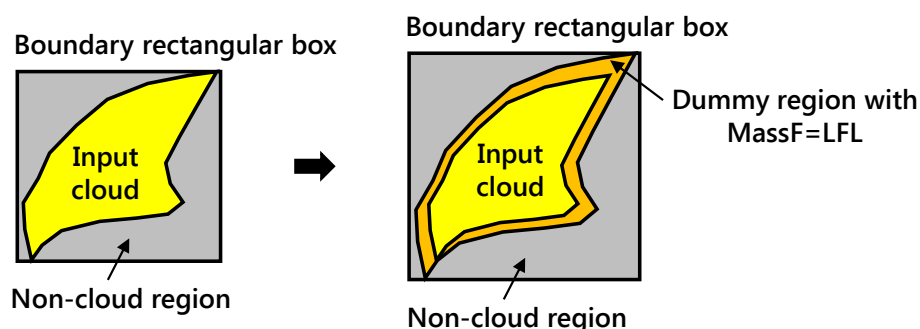 Boundary rectangular box
Input
cloud
Non-cloud region
Boundary rectangular box
Dummy region with
MassF=LFL
Input
cloud
Non-cloud region